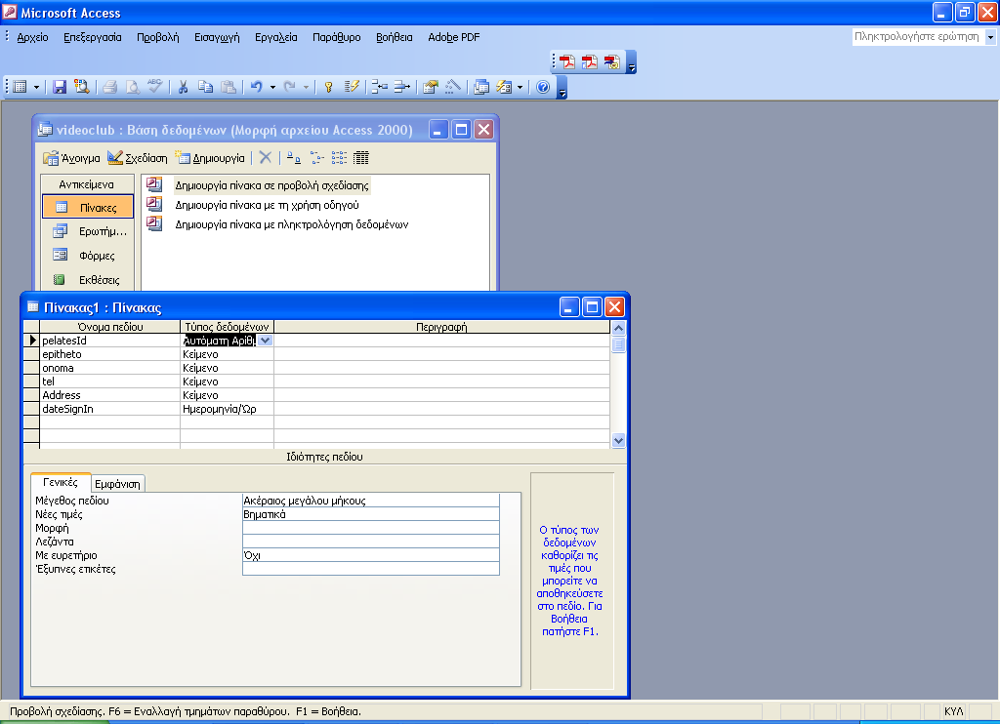 Microsoft Access
Αρχείο Επεξεργασία Προβολή Εισαγωγή Εργαλεία Παράθυρο Βοήθεια Adobe PDF Πληκτρολογήστε ερώτηση
videoclub : Βάση δεδομένων (Μορφή αρχείου Access 2000)
Άνοιγμα Σχεδίαση Δημιουργία
Αντικείμενα
Πίνακες
Ερωτήμ...
Φόρμες
Εκθέσεις
Δημιουργία πίνακα σε προβολή σχεδίασης
Δημιουργία πίνακα με τη χρήση οδηγού
Δημιουργία πίνακα με πληκτρολόγηση δεδομένων
Πίνακας1 : Πίνακας
Όνομα πεδίου Τύπος δεδομένων Περιγραφή
pelatesId Αυτόματη Αρίθμ
epitheto Κείμενο
onoma Κείμενο
tel Κείμενο
Address Κείμενο
dateSignIn Ημερομηνία/Ώρ
Ιδιότητες πεδίου
Γενικές Εμφάνιση
Μέγεθος πεδίου Ακέραιος μεγάλου μήκους
Νέες τιμές Βηματικά
Μορφή
Λεζάντα
Με ευρετήριο Όχι
Έξυπνες ετικέτες
Ο τύπος των
δεδομένων
καθορίζει τις
τιμές που
μπορείτε να
αποθηκεύσετε
στο πεδίο. Για
Βοήθεια
πατήστε F1.
Προβολή σχεδίασης. F6 = Εναλλαγή τμημάτων παραθύρου. F1 = Βοήθεια. ΚΥΛ